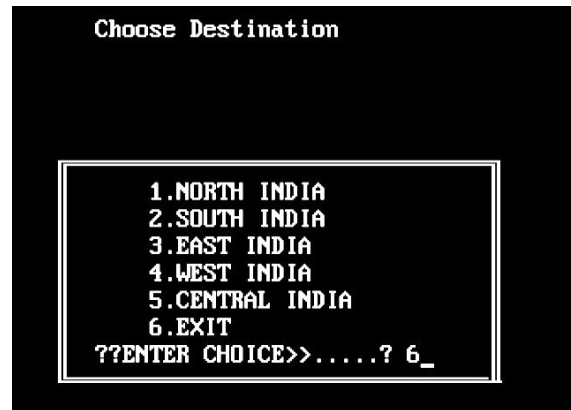 Choose Destination
1.NORTH INDIA
2.SOUTH INDIA
3.EAST INDIA
4.WEST INDIA
5.CENTRAL INDIA
6.EXIT
??ENTER CHOICE>>.....? 6_